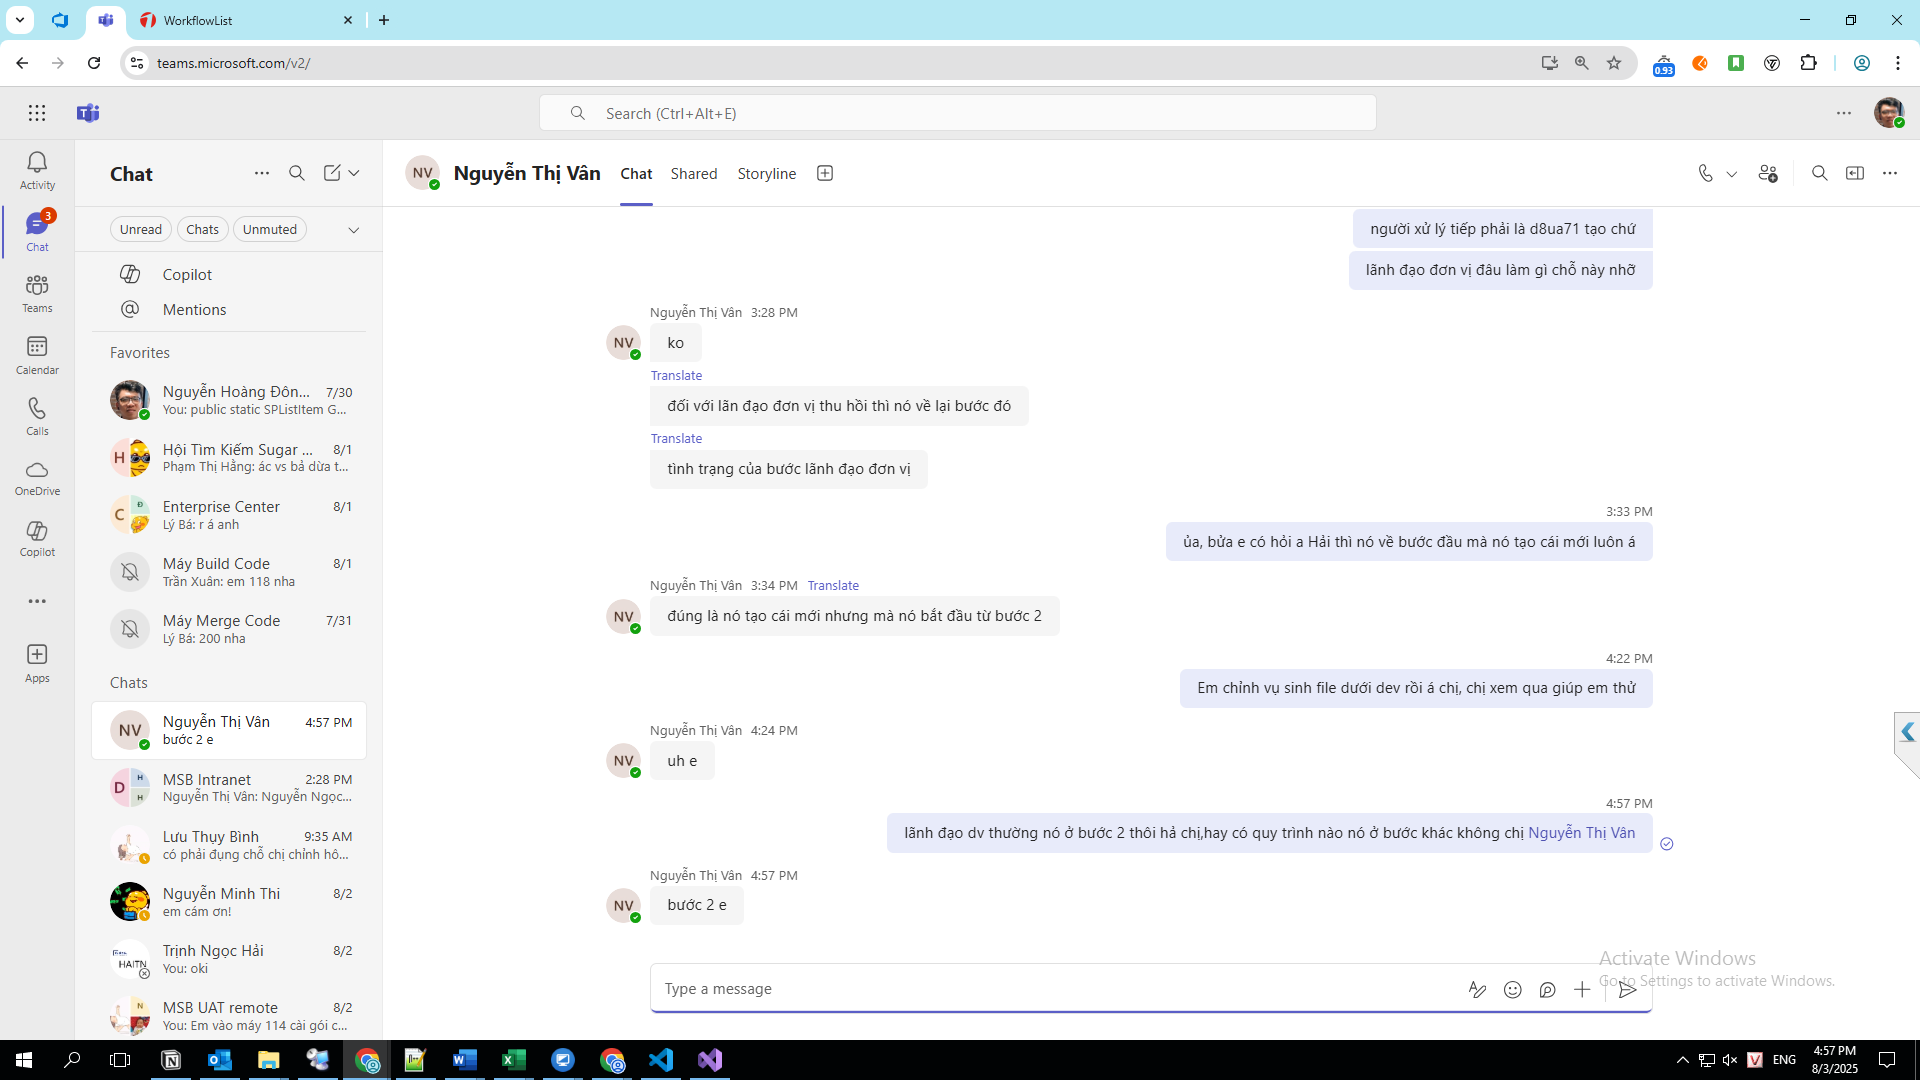 WorkflowList
teams.microsoft.com/v2/
0.93
Search (Ctrl+Alt+E)
Activity
3
Chat
Teams
Calendar
Calls
OneDrive
Copilot
Apps
Chat
Unread
Chats
Unmuted
Copilot
Mentions
Favorites
Nguyễn Hoàng Đôn... 7/30
You: public static SPListItem G...
H
Hội Tìm Kiếm Sugar ... 8/1
Phạm Thị Hằng: ác vs bả dừa t...
C Đ
Enterprise Center 8/1
Lý Bá: r á anh
Máy Build Code 8/1
Trần Xuân: em 118 nha
Máy Merge Code 7/31
Lý Bá: 200 nha
Chats
NV
Nguyễn Thị Vân 4:57 PM
bước 2 e
D H H
MSB Intranet 2:28 PM
Nguyễn Thị Vân: Nguyễn Ngọc...
Lưu Thụy Bình 9:35 AM
có phải đụng chỗ chị chỉnh hô...
Nguyễn Minh Thi 8/2
em cám ơn!
HAITN
Trịnh Ngọc Hải 8/2
You: oki
N
MSB UAT remote 8/2
You: Em vào máy 114 cài gói c...
NV
Nguyễn Thị Vân
Chat
Shared
Storyline
người xử lý tiếp phải là d8ua71 tạo chứ
lãnh đạo đơn vị đâu làm gì chỗ này nhỡ
Nguyễn Thị Vân 3:28 PM
NV
ko
Translate
đối với lãn đạo đơn vị thu hồi thì nó về lại bước đó
Translate
tình trạng của bước lãnh đạo đơn vị
3:33 PM
ủa, bửa e có hỏi a Hải thì nó về bước đầu mà nó tạo cái mới luôn á
Nguyễn Thị Vân 3:34 PM Translate
NV
đúng là nó tạo cái mới nhưng mà nó bắt đầu từ bước 2
4:22 PM
Em chỉnh vụ sinh file dưới dev rồi á chị, chị xem qua giúp em thử
Nguyễn Thị Vân 4:24 PM
NV
uh e
4:57 PM
lãnh đạo dv thường nó ở bước 2 thôi hả chị,hay có quy trình nào nó ở bước khác không chị Nguyễn Thị Vân
Nguyễn Thị Vân 4:57 PM
NV
bước 2 e
Type a message
Activate Windows
Go to Settings to activate Windows.
ENG
4:57 PM
8/3/2025